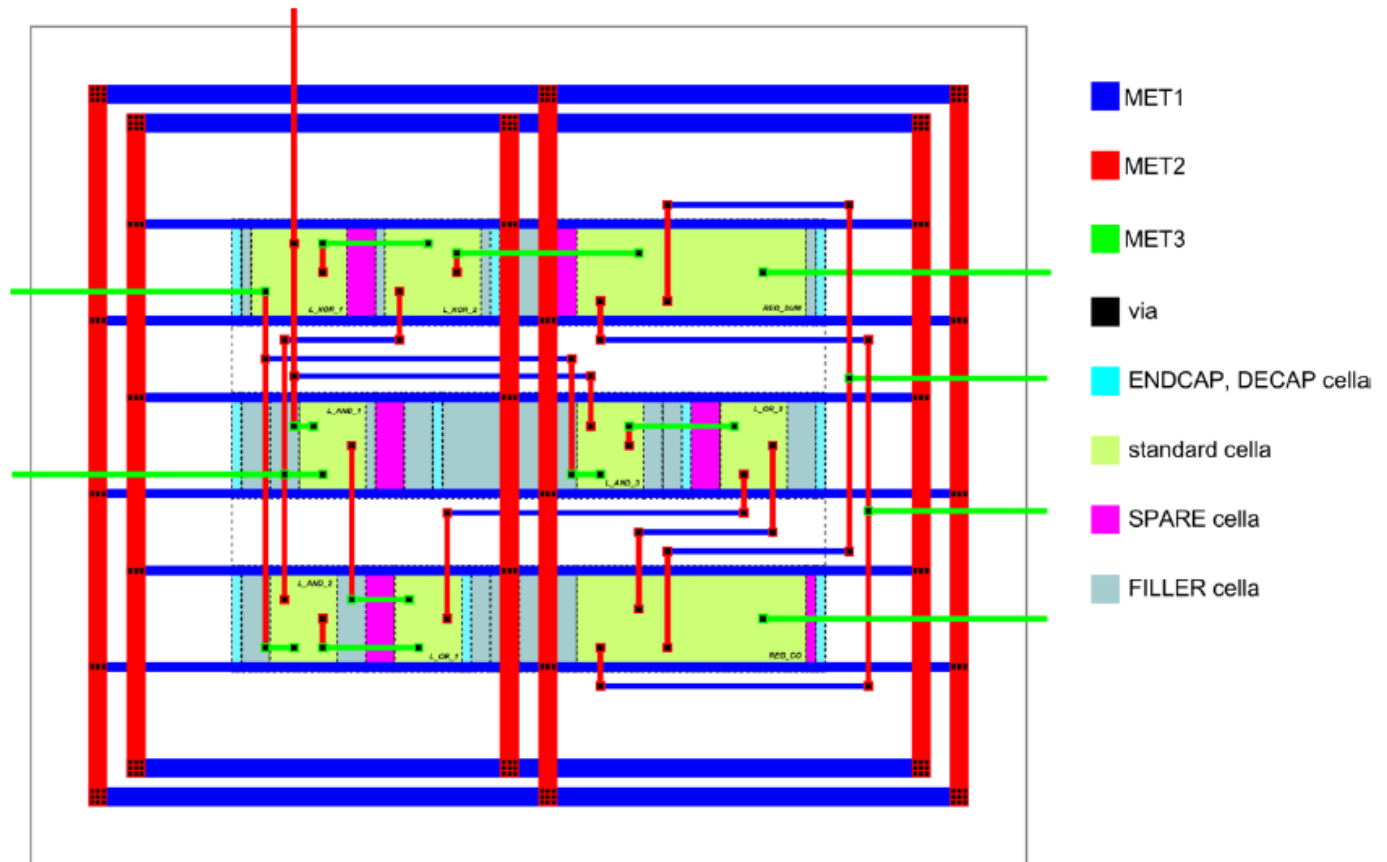 MET1
MET2
MET3
via
ENDCAP, DECAP cella
standard cella
SPARE cella
FILLER cella
L_XOR_1
L_XOR_2
REG_SUM
L_AND_1
L_AND_3
L_AND_2
L_OR_1
REG_CO